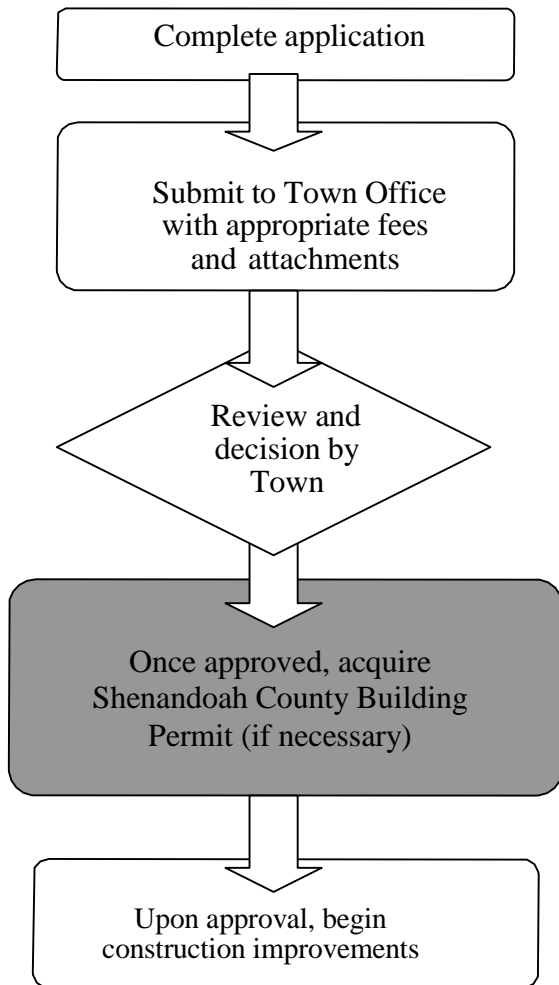 Complete application
Submit to Town Office
with appropriate fees
and attachments
Review and
decision by
Town
Once approved, acquire
Shenandoah County Building
Permit (if necessary)
Upon approval, begin
construction improvements